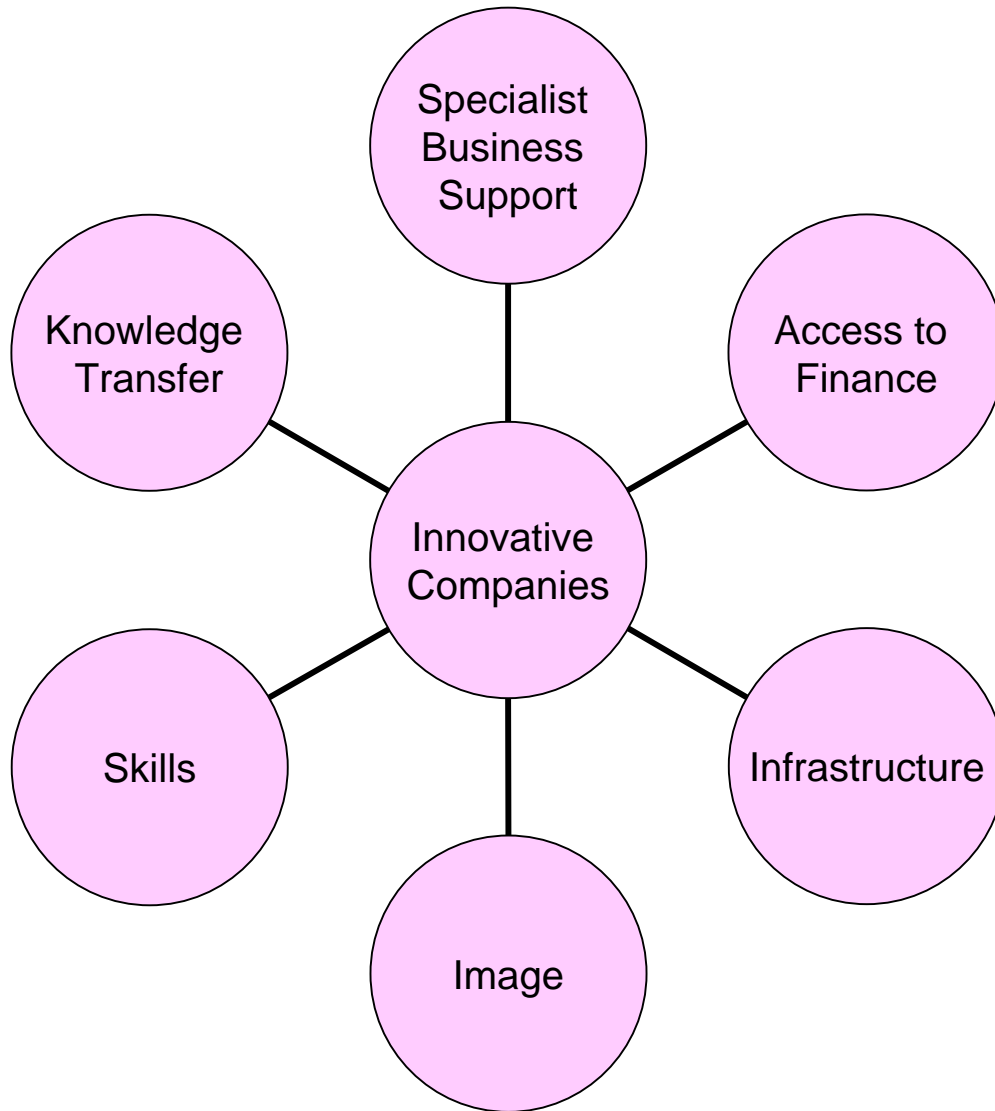 Specialist
Business
Support
Knowledge
Transfer
Access to
Finance
Innovative
Companies
Skills
Infrastructure
Image